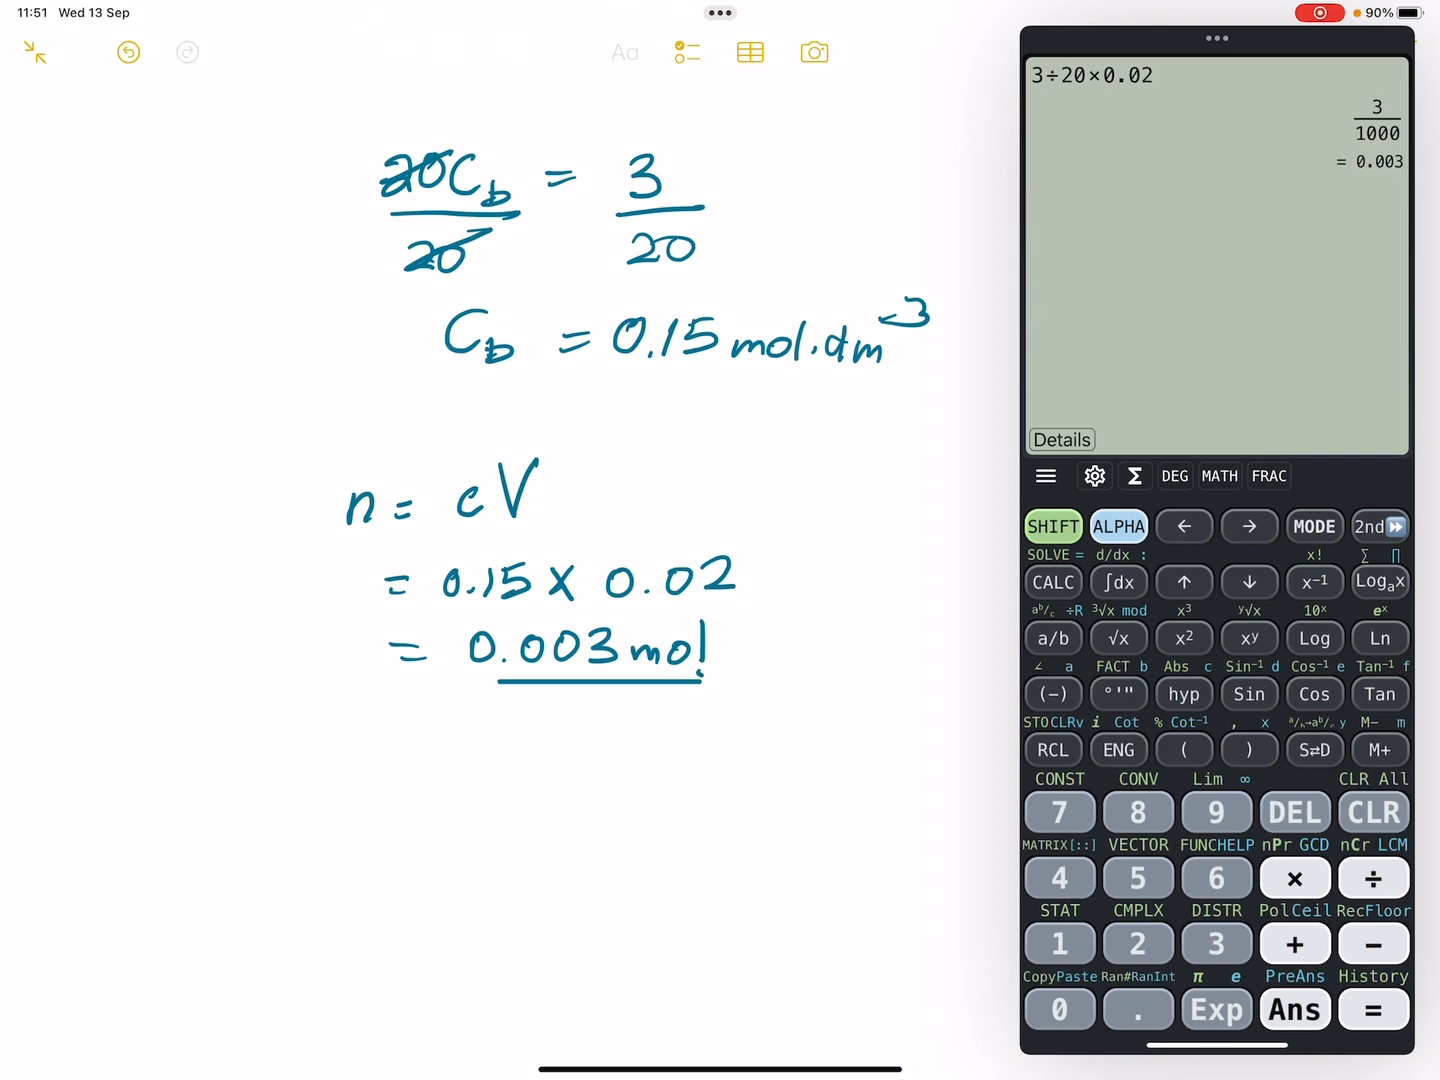 11:51 Wed 13 Sep
90%
Aa
20Cb = 3
20 20
Cb = 0.15 mol.dm⁻³
n = cV
= 0.15 × 0.02
= 0.003 mol
3÷20×0.02
3
1000
= 0.003
Details
DEG MATH FRAC
SHIFT ALPHA ← → MODE 2nd
SOLVE = d/dx : x! ∑ ∏
CALC ∫dx ↑ ↓ x⁻¹ Logₐx
aᵇ/c ÷R ³√x mod x³ ʸ√x 10ˣ eˣ
a/b √x x² xʸ Log Ln
∠ a FACT b Abs c Sin⁻¹ d Cos⁻¹ e Tan⁻¹ f
(−) °'" hyp Sin Cos Tan
STO CLRv i Cot % Cot⁻¹ , x y M− m
RCL ENG ( ) S⇄D M+
CONST CONV Lim ∞ CLR All
7 8 9 DEL CLR
MATRIX[::] VECTOR FUNC HELP nPr GCD nCr LCM
4 5 6 × ÷
STAT CMPLX DISTR Pol Ceil Rec Floor
1 2 3 + −
Copy Paste Ran# RanInt π e PreAns History
0 . Exp Ans =